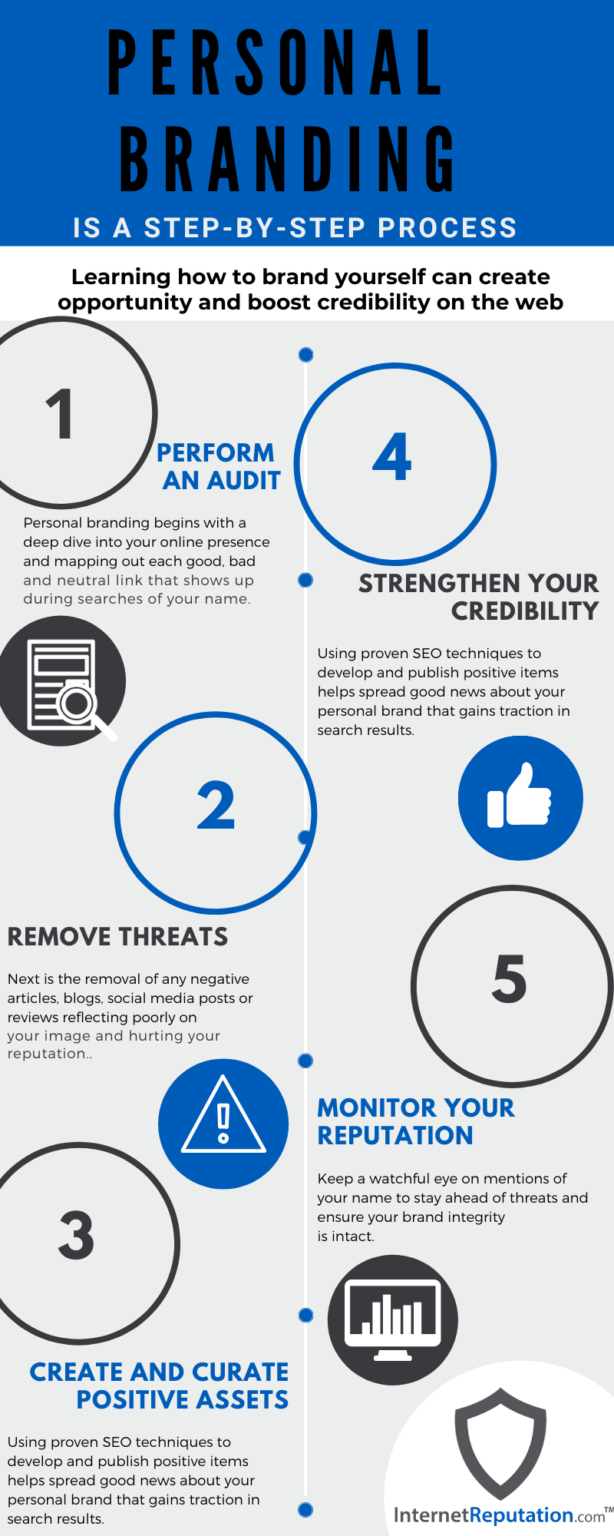 PERSONAL
BRANDING
IS A STEP-BY-STEP PROCESS
Learning how to brand yourself can create
opportunity and boost credibility on the web
1
PERFORM
AN AUDIT
Personal branding begins with a
deep dive into your online presence
and mapping out each good, bad
and neutral link that shows up
during searches of your name.
2
REMOVE THREATS
Next is the removal of any negative
articles, blogs, social media posts or
reviews reflecting poorly on
your image and hurting your
reputation..
3
CREATE AND CURATE
POSITIVE ASSETS
Using proven SEO techniques to
develop and publish positive items
helps spread good news about your
personal brand that gains traction in
search results.
4
STRENGTHEN YOUR
CREDIBILITY
Using proven SEO techniques to
develop and publish positive items
helps spread good news about your
personal brand that gains traction in
search results.
5
MONITOR YOUR
REPUTATION
Keep a watchful eye on mentions of
your name to stay ahead of threats and
ensure your brand integrity
is intact.
InternetReputation.com™